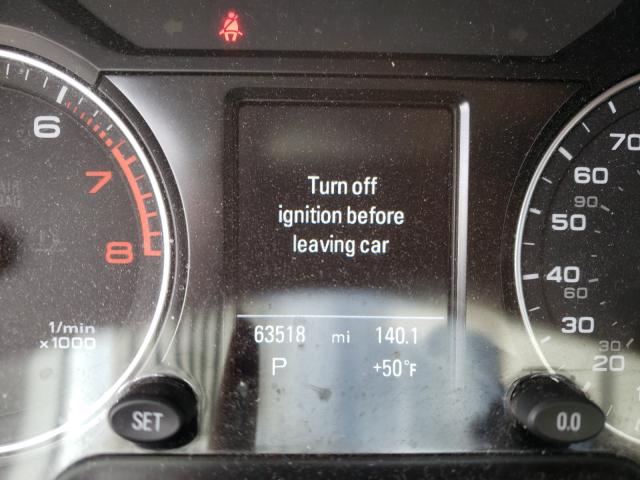 6
7
8
1/min
x1000
Turn off
ignition before
leaving car
63518 mi 140.1
P +50°F
SET
0.0
70
60
90
50
40
60
30
30
20